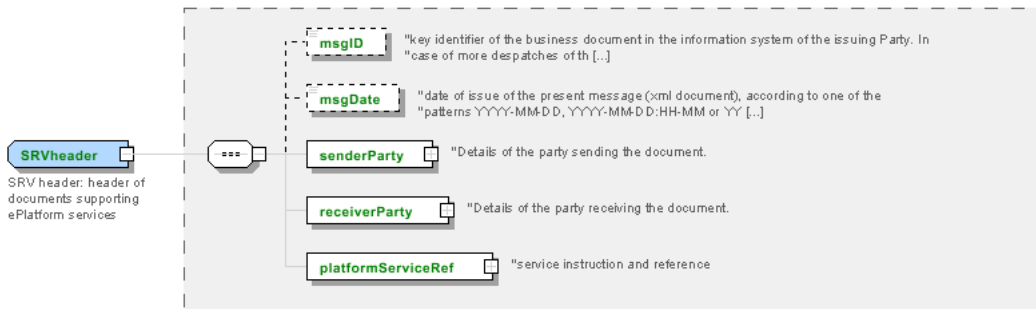 msgID
"key identifier of the business document in the information system of the issuing Party. In
"case of more despatches of th [...]
msgDate
"date of issue of the present message (xml document), according to one of the
"patterns YYYY-MM-DD, YYYY-MM-DD:HH-MM or YY [...]
SRVheader
SRV header: header of
documents supporting
ePlatform services
senderParty
"Details of the party sending the document.
receiverParty
"Details of the party receiving the document.
platformServiceRef
"service instruction and reference